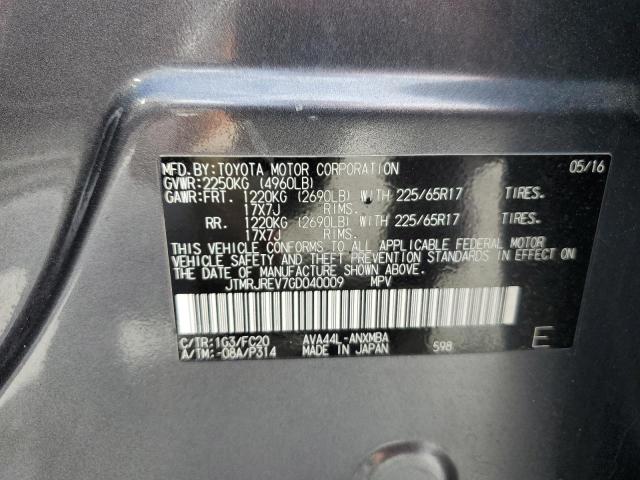 MFD.BY:TOYOTA MOTOR CORPORATION 05/16
GVWR:2250KG (4960LB)
GAWR:FRT. 1220KG (2690LB) WITH 225/65R17 TIRES.
17X7J RIMS.
RR. 1220KG (2690LB) WITH 225/65R17 TIRES.
17X7J RIMS.
THIS VEHICLE CONFORMS TO ALL APPLICABLE FEDERAL MOTOR
VEHICLE SAFETY AND THEFT PREVENTION STANDARDS IN EFFECT ON
THE DATE OF MANUFACTURE SHOWN ABOVE.
JTMRJREV7GD040009 MPV
C/TR:1G3/FC20 AVA44L-ANXMBA
A/TM:-08A/P314 MADE IN JAPAN 598 E